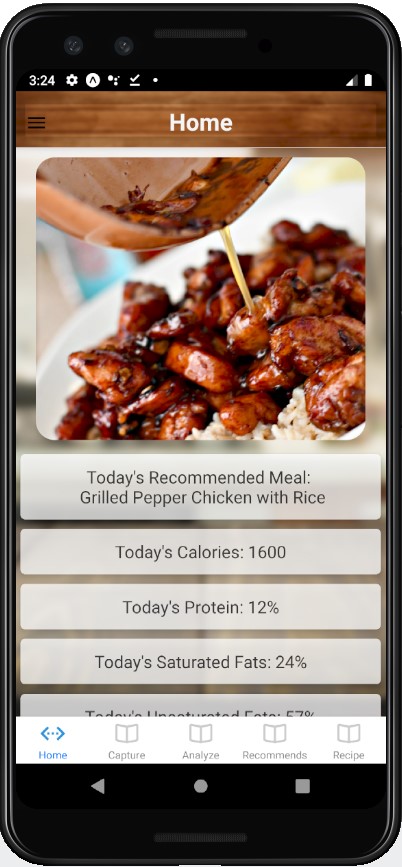 3:24
Home
Today's Recommended Meal:
Grilled Pepper Chicken with Rice
Today's Calories: 1600
Today's Protein: 12%
Today's Saturated Fats: 24%
Today's Unsaturated Fats: 57%
Home Capture Analyze Recommends Recipe